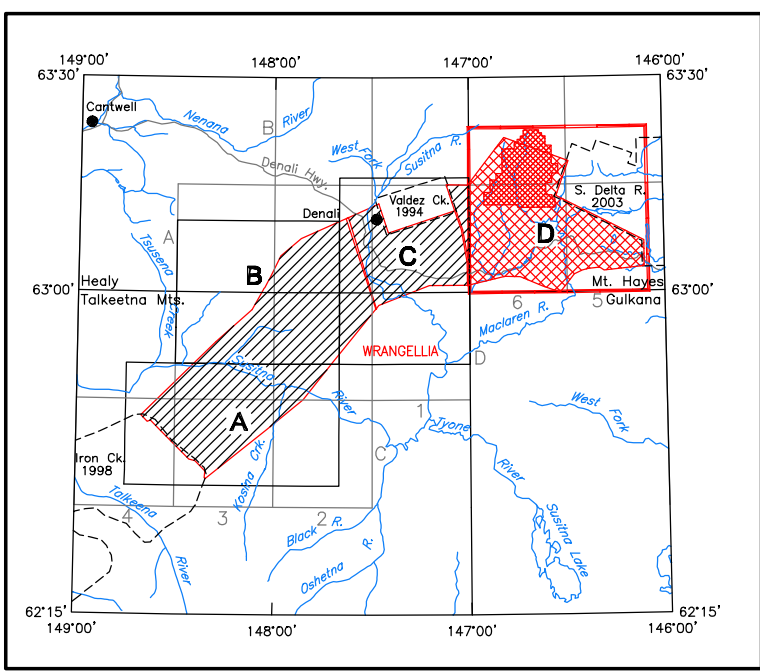 149°00'
148°00'
147°00'
146°00'
63°30'
63°30'
Cantwell
Nenana River
B
Denali Hwy.
West Fork
Susitna R.
Valdez Ck.
1994
S. Delta R.
2003
Denali
A
Tsusena Creek
B
C
D
Healy
Talkeetna Mts.
63°00'
Mt. Hayes
Gulkana
63°00'
6
5
Maclaren R.
WRANGELLIA
D
Susitna River
1
A
Tyone River
West Fork
C
Iron Ck.
1998
Kosina Crk.
Talkeena River
4
3
2
Black R.
Oshetna R.
Susitna Lake
62°15'
62°15'
149°00'
148°00'
147°00'
146°00'